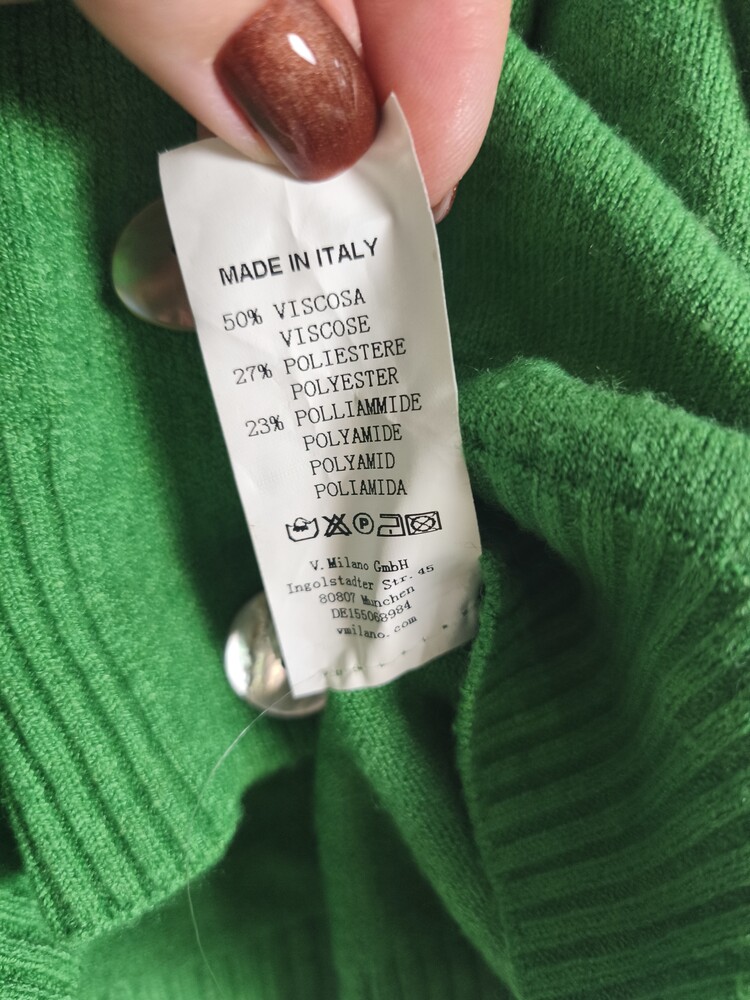 MADE IN ITALY
50% VISCOSA
VISCOSE
27% POLIESTERE
POLYESTER
23% POLLIAMMIDE
POLYAMIDE
POLYAMID
POLIAMIDA
P
V. Milano GmbH
Ingolstadter Str. 45
80807 Munchen
DE155068984
vmilano.com